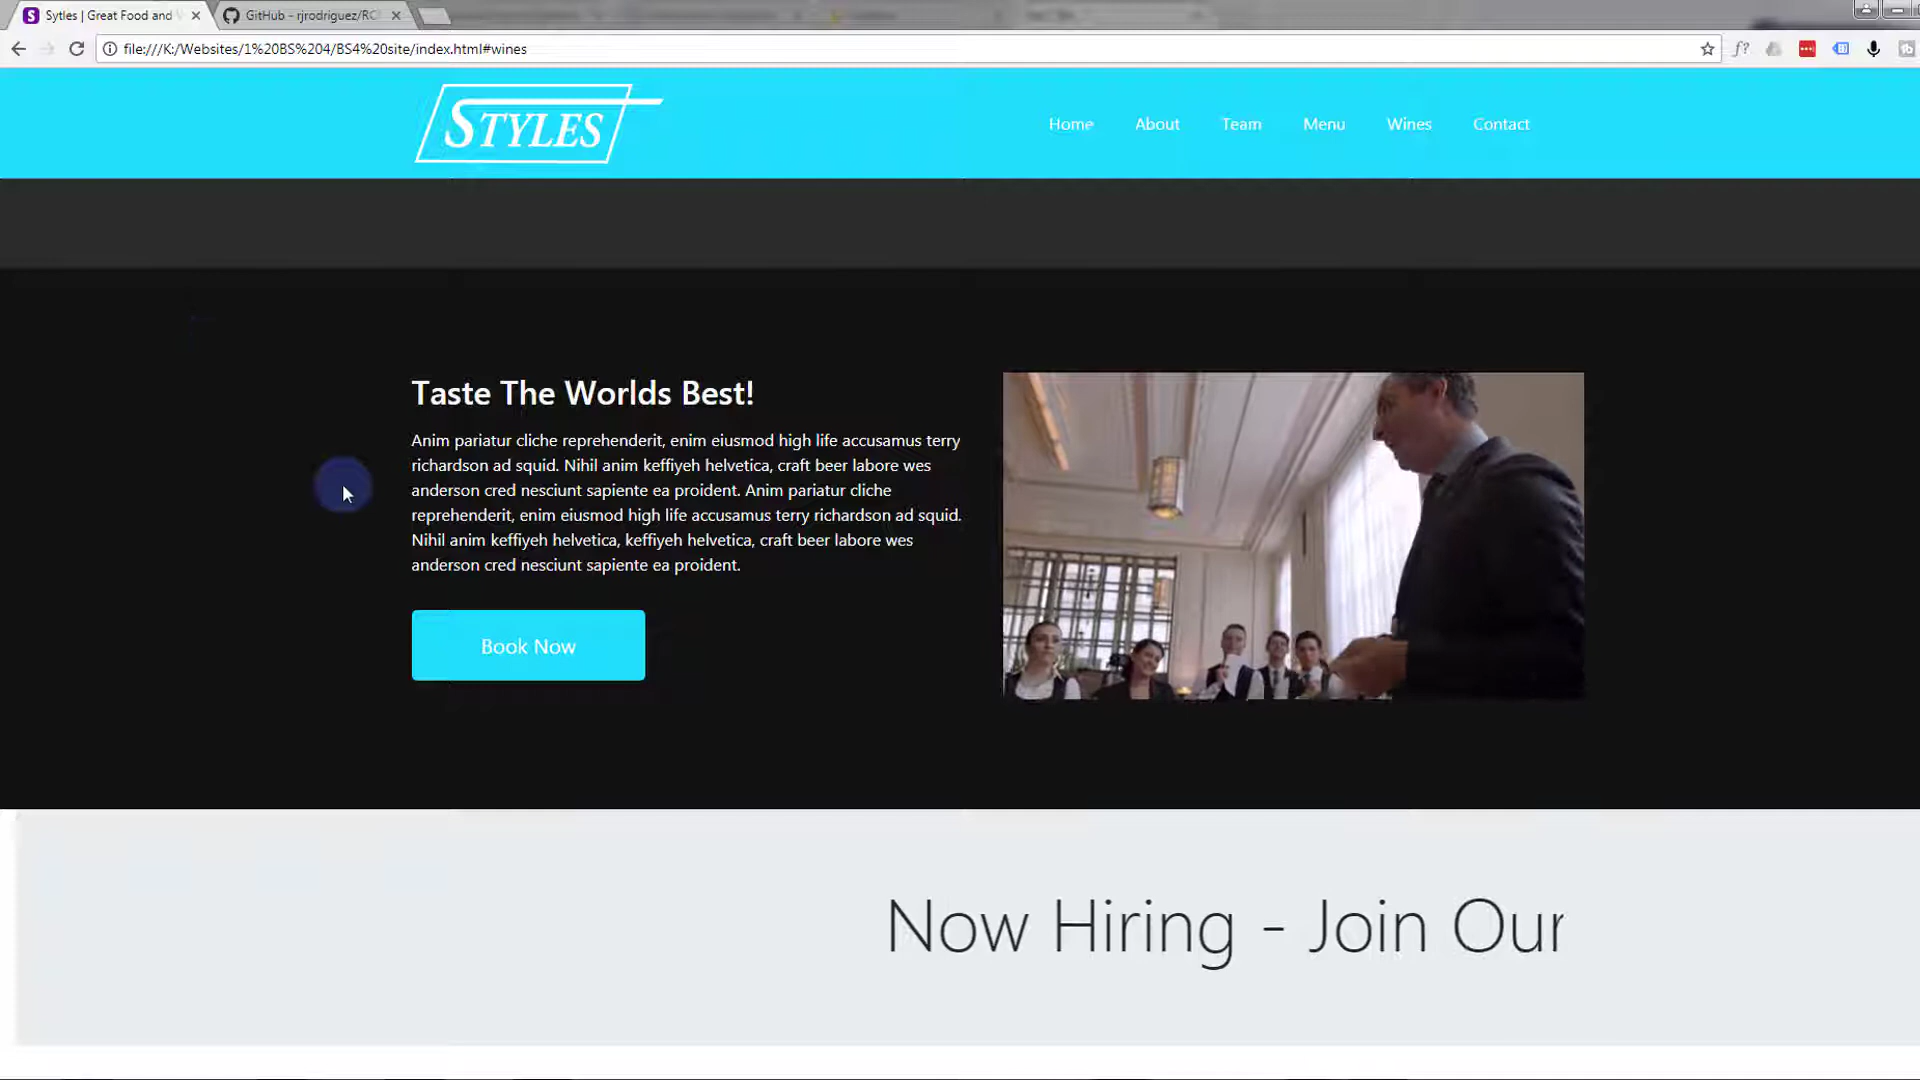 Sytles | Great Food and
GitHub - rjrodriguez/RC
file:///K:/Websites/1%20BS%204/BS4%20site/index.html#wines
f?
STYLES
Home About Team Menu Wines Contact
Taste The Worlds Best!
Anim pariatur cliche reprehenderit, enim eiusmod high life accusamus terry
richardson ad squid. Nihil anim keffiyeh helvetica, craft beer labore wes
anderson cred nesciunt sapiente ea proident. Anim pariatur cliche
reprehenderit, enim eiusmod high life accusamus terry richardson ad squid.
Nihil anim keffiyeh helvetica, keffiyeh helvetica, craft beer labore wes
anderson cred nesciunt sapiente ea proident.
Book Now
Now Hiring - Join Our